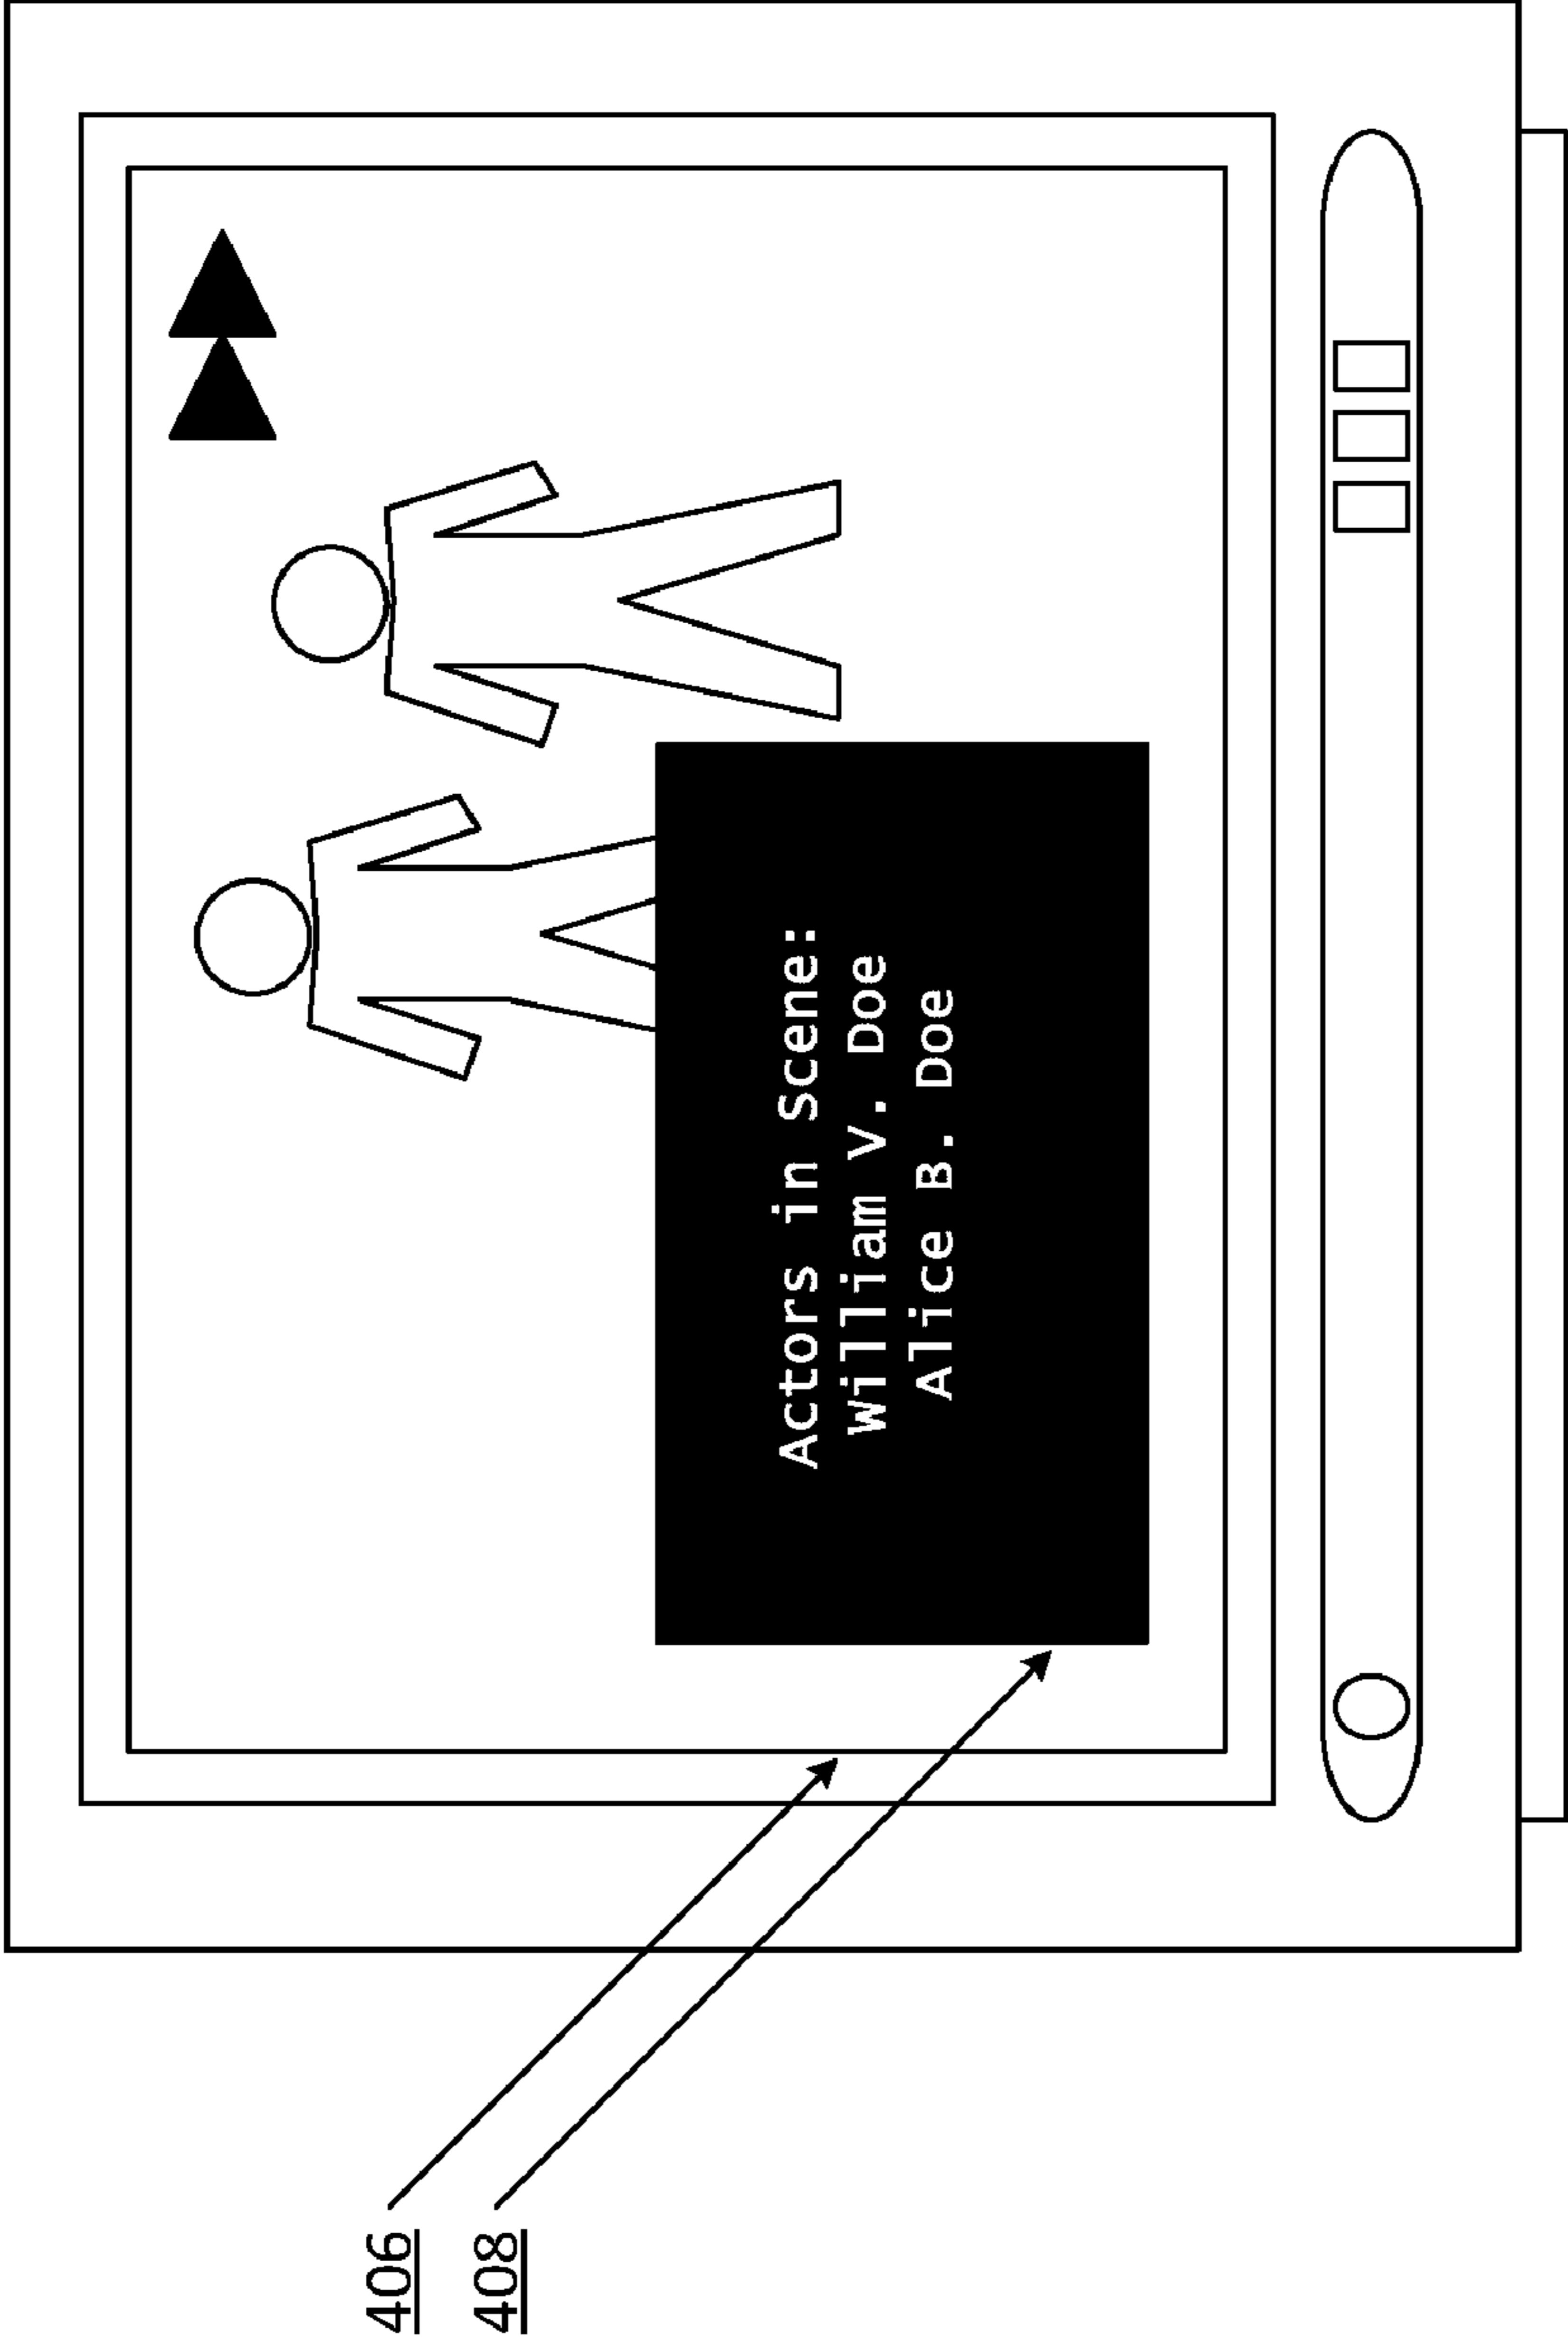 Actors in scene:
William V. Doe
Alice B. Doe
406
408